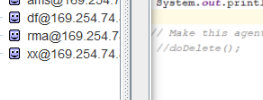 ams@169.254.7
df@169.254.74.
rma@169.254.74.
xx@169.254.74.
System.out.println
// Make this agent
//doDelete();